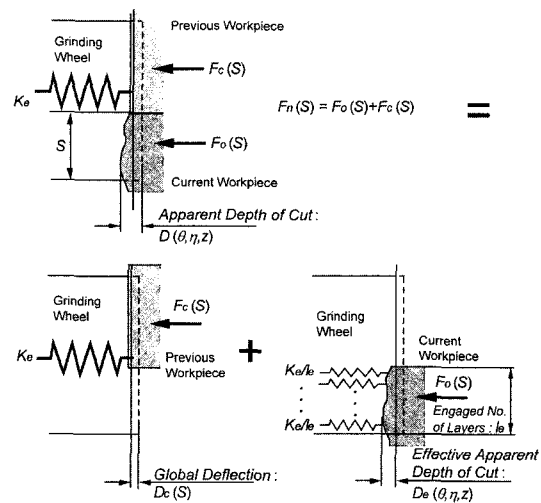 Previous Workpiece
Grinding
Wheel
Fc (S)
Ke
Fn(S) = Fo(S)+Fc(S) =
S
Fo(S)
Current Workpiece
Apparent Depth of Cut :
D (θ,η,z)
Grinding
Wheel
Fc (S)
Ke
Previous
Workpiece
+
Global Deflection:
Dc (S)
Grinding
Wheel
Current
Workpiece
Ke/le
Fo(S)
Engaged No.
of Layers : le
Ke/le
Effective Apparent
Depth of Cut :
De (θ,η,z)